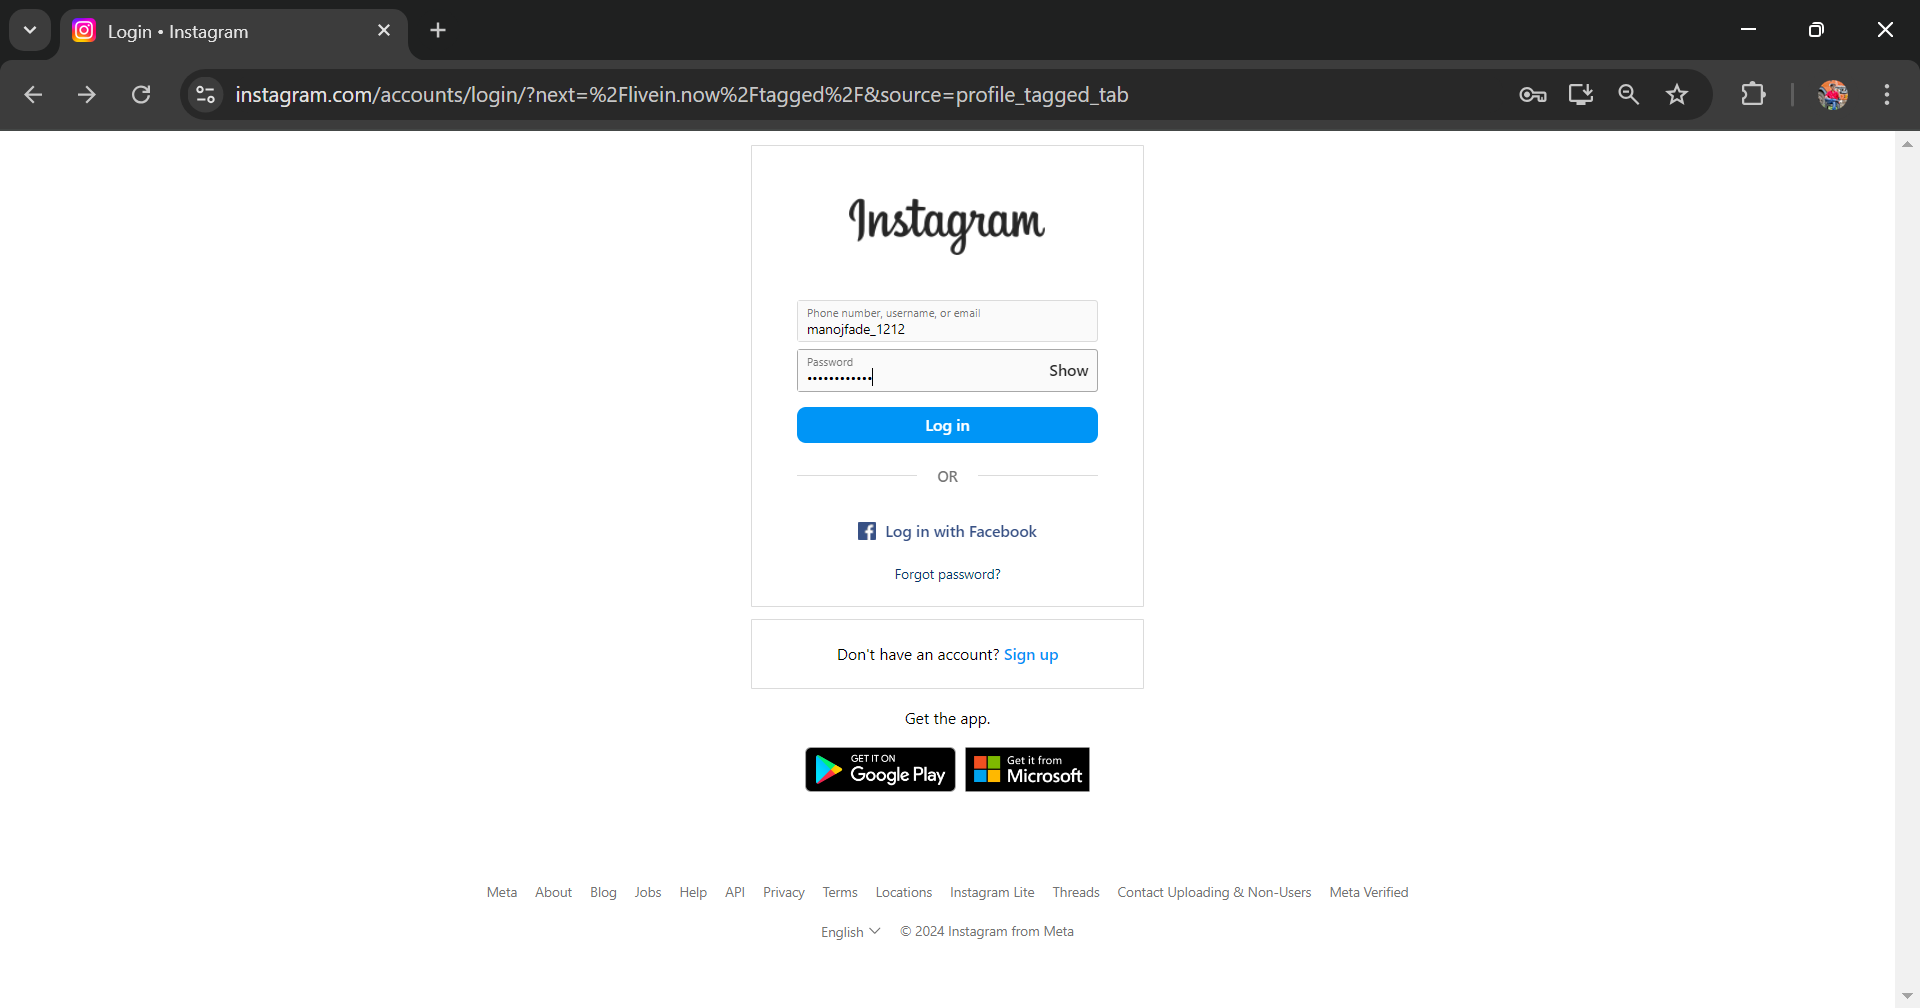 Login • Instagram
instagram.com/accounts/login/?next=%2Flivein.now%2Ftagged%2F&source=profile_tagged_tab
Instagram
Phone number, username, or email
manojfade_1212
Password
••••••••••••
Show
Log in
OR
Log in with Facebook
Forgot password?
Don't have an account? Sign up
Get the app.
GET IT ON
Google Play
Get it from
Microsoft
Meta About Blog Jobs Help API Privacy Terms Locations Instagram Lite Threads Contact Uploading & Non-Users Meta Verified
English © 2024 Instagram from Meta